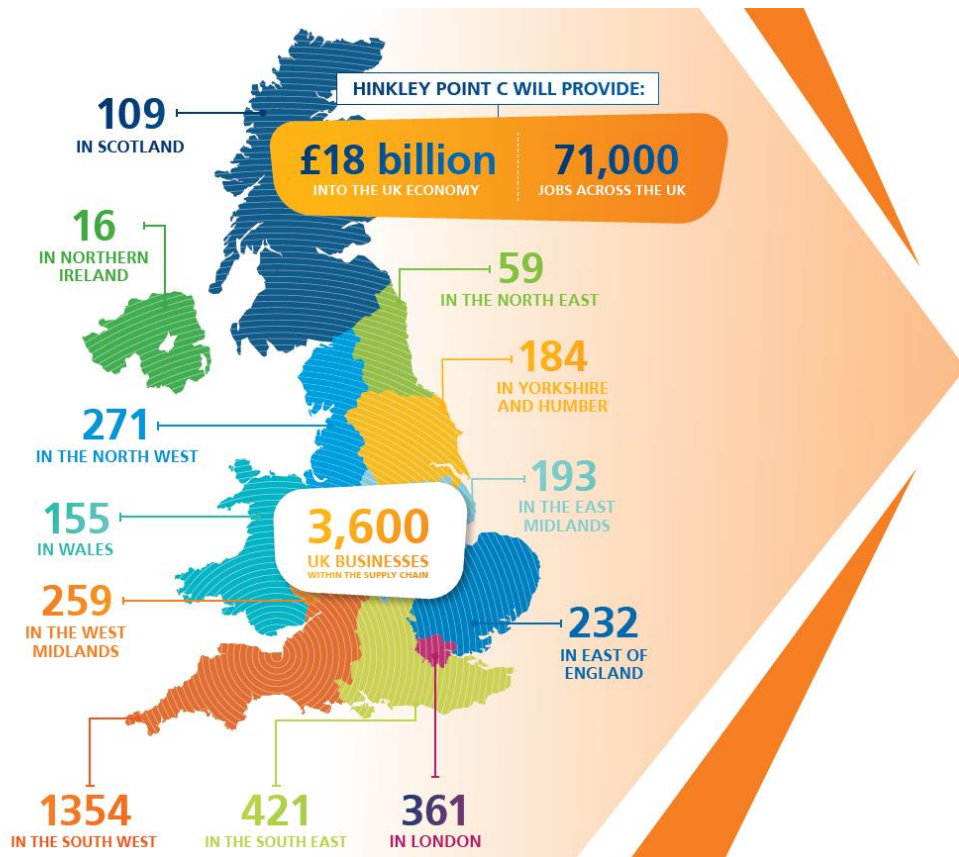 HINKLEY POINT C WILL PROVIDE:
£18 billion
INTO THE UK ECONOMY
71,000
JOBS ACROSS THE UK
109
IN SCOTLAND
16
IN NORTHERN
IRELAND
59
IN THE NORTH EAST
184
IN YORKSHIRE
AND HUMBER
271
IN THE NORTH WEST
193
IN THE EAST
MIDLANDS
155
IN WALES
3,600
UK BUSINESSES
WITHIN THE SUPPLY CHAIN
259
IN THE WEST
MIDLANDS
232
IN EAST OF
ENGLAND
1354
IN THE SOUTH WEST
421
IN THE SOUTH EAST
361
IN LONDON